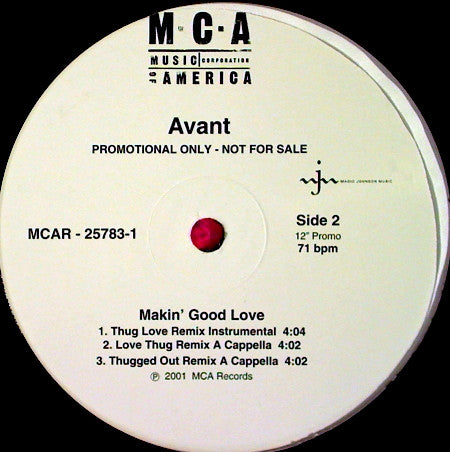 M·C·A
MUSIC CORPORATION
OF AMERICA
Avant
PROMOTIONAL ONLY - NOT FOR SALE
MAGIC JOHNSON MUSIC
MCAR - 25783-1
Side 2
12" Promo
71 bpm
Makin' Good Love
1. Thug Love Remix Instrumental 4:04
2. Love Thug Remix A Cappella 4:02
3. Thugged Out Remix A Cappella 4:02
℗ 2001 MCA Records